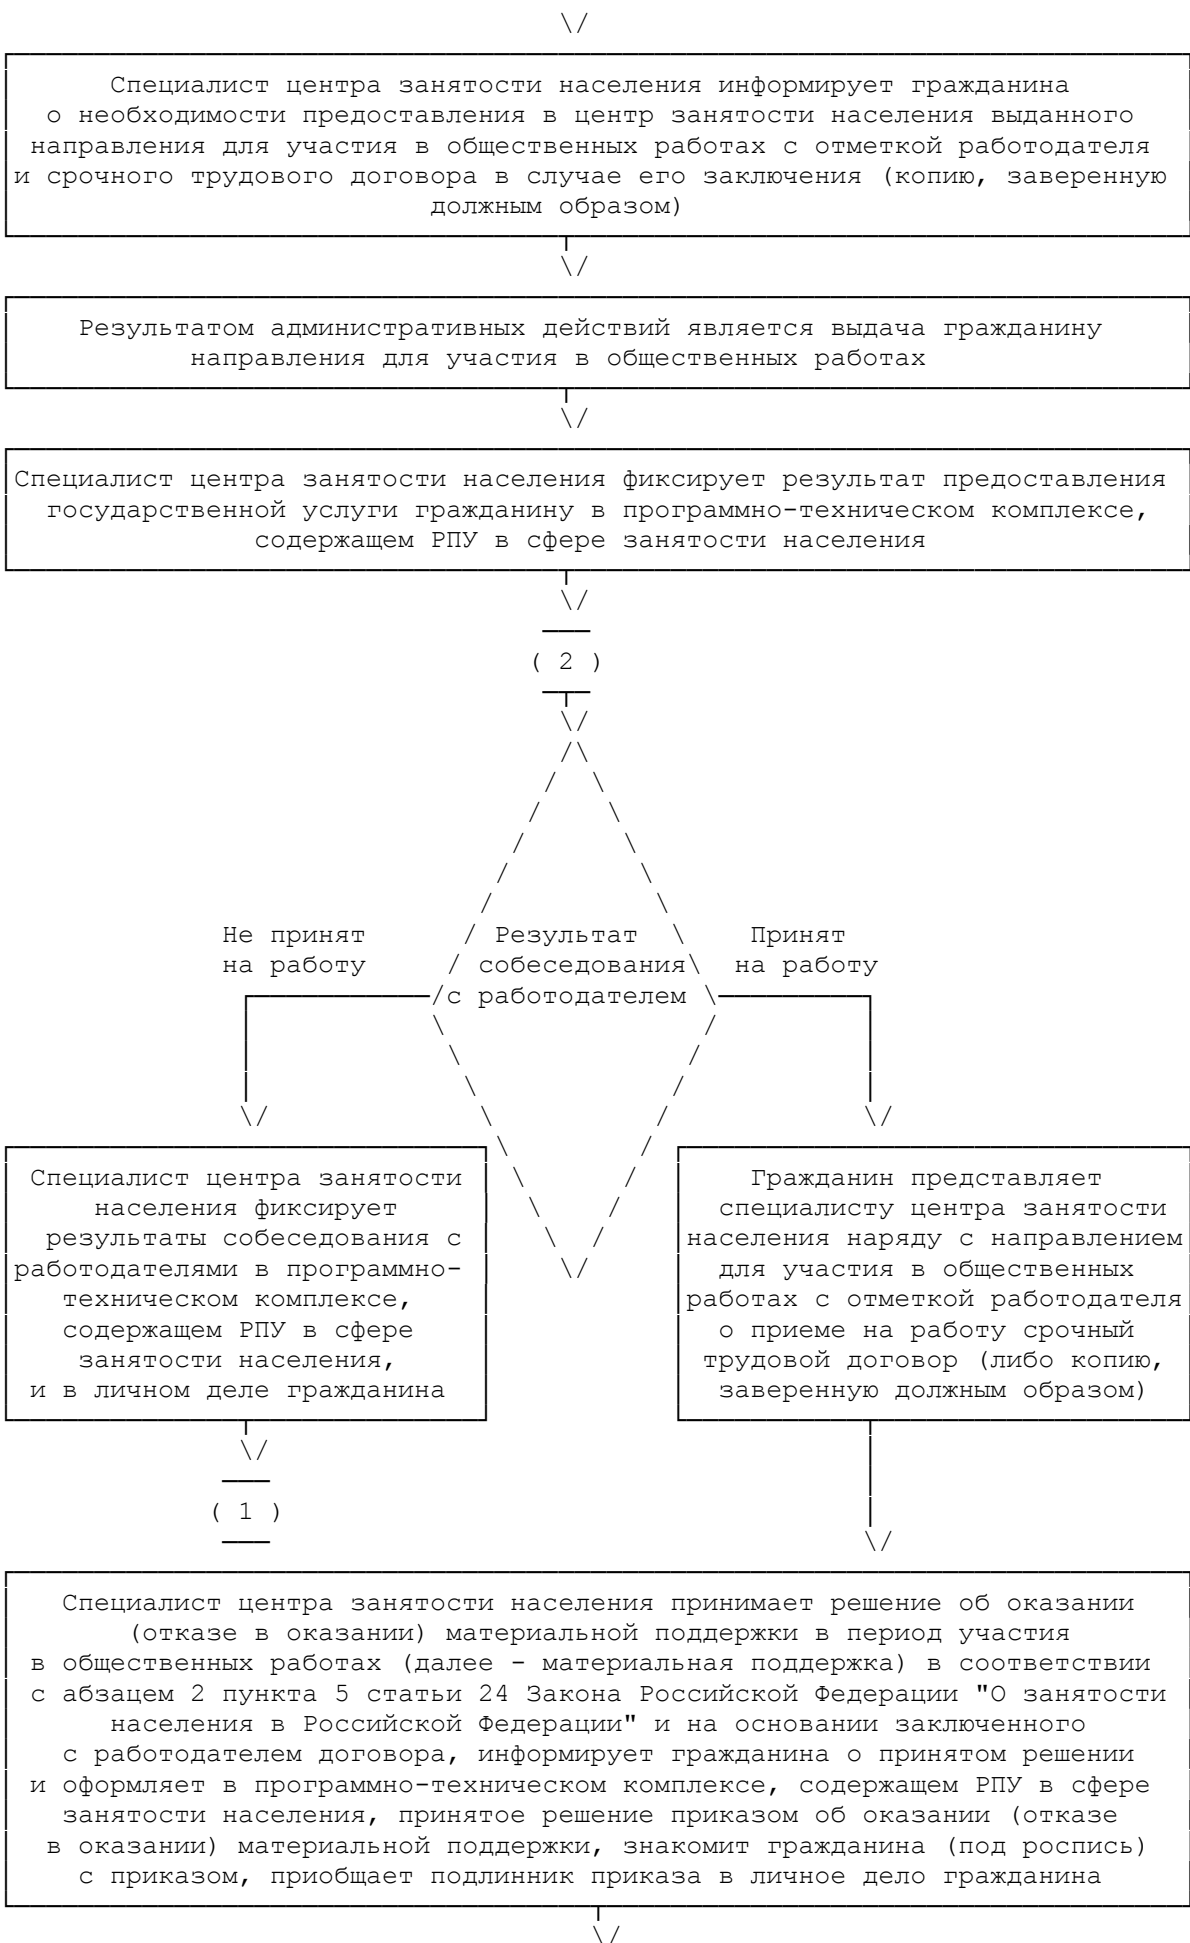 Специалист центра занятости населения информирует гражданина
о необходимости предоставления в центр занятости населения выданного
направления для участия в общественных работах с отметкой работодателя
и срочного трудового договора в случае его заключения (копию, заверенную
должным образом)
Результатом административных действий является выдача гражданину
направления для участия в общественных работах
Специалист центра занятости населения фиксирует результат предоставления
государственной услуги гражданину в программно-техническом комплексе,
содержащем РПУ в сфере занятости населения
( 2 )
Не принят
на работу
Результат
собеседования
с работодателем
Принят
на работу
Специалист центра занятости
населения фиксирует
результаты собеседования с
работодателями в программно-
техническом комплексе,
содержащем РПУ в сфере
занятости населения,
и в личном деле гражданина
Гражданин представляет
специалисту центра занятости
населения наряду с направлением
для участия в общественных
работах с отметкой работодателя
о приеме на работу срочный
трудовой договор (либо копию,
заверенную должным образом)
( 1 )
Специалист центра занятости населения принимает решение об оказании
(отказе в оказании) материальной поддержки в период участия
в общественных работах (далее - материальная поддержка) в соответствии
с абзацем 2 пункта 5 статьи 24 Закона Российской Федерации "О занятости
населения в Российской Федерации" и на основании заключенного
с работодателем договора, информирует гражданина о принятом решении
и оформляет в программно-техническом комплексе, содержащем РПУ в сфере
занятости населения, принятое решение приказом об оказании (отказе
в оказании) материальной поддержки, знакомит гражданина (под роспись)
с приказом, приобщает подлинник приказа в личное дело гражданина